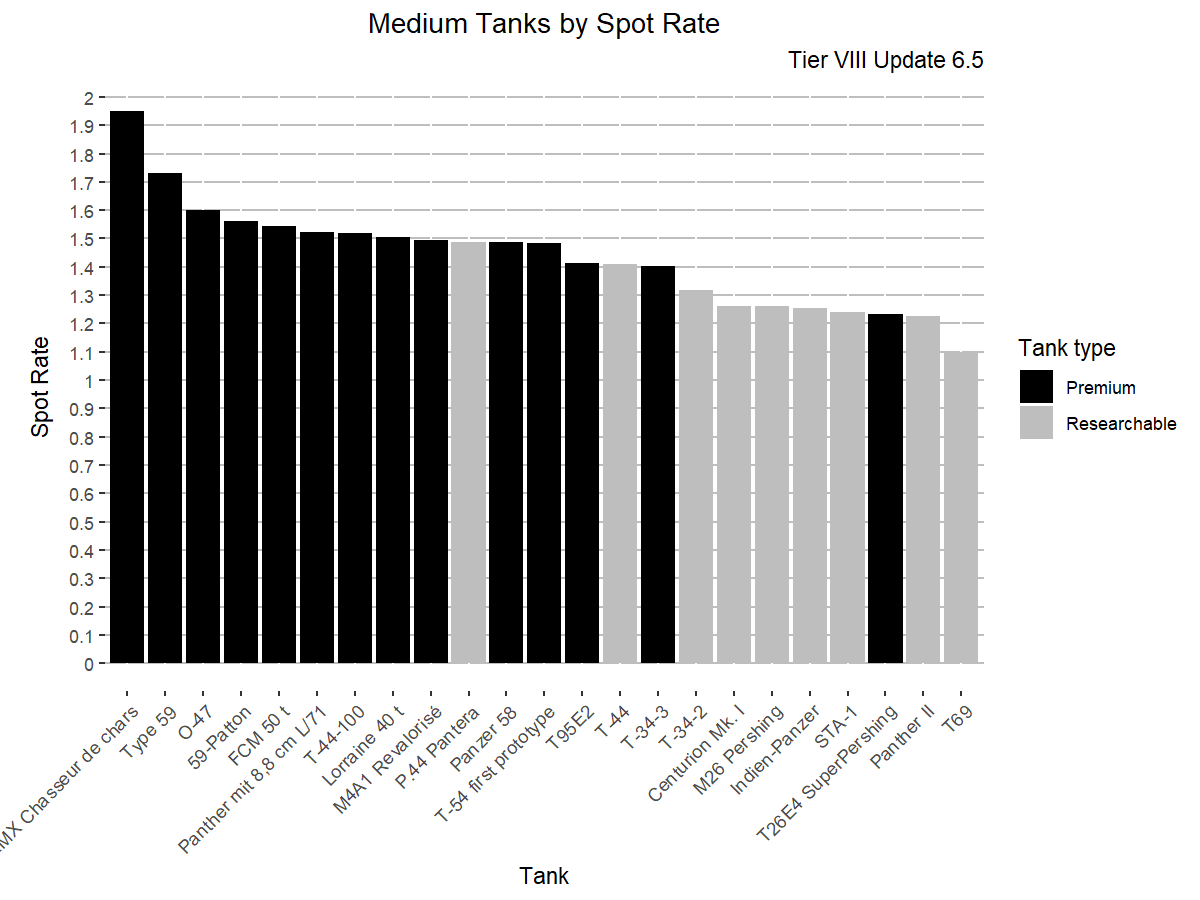 Medium Tanks by Spot Rate
Tier VIII Update 6.5
Spot Rate
2
1.9
1.8
1.7
1.6
1.5
1.4
1.3
1.2
1.1
1
0.9
0.8
0.7
0.6
0.5
0.4
0.3
0.2
0.1
0
MX Chasseur de chars
Type 59
O-47
59-Patton
FCM 50 t
Panther mit 8,8 cm L/71
T-44-100
Lorraine 40 t
M4A1 Revalorisé
P.44 Pantera
Panzer 58
T-54 first prototype
T95E2
T-44
T-34-3
T-34-2
Centurion Mk. I
M26 Pershing
Indien-Panzer
STA-1
T26E4 SuperPershing
Panther II
T69
Tank
Tank type
Premium
Researchable